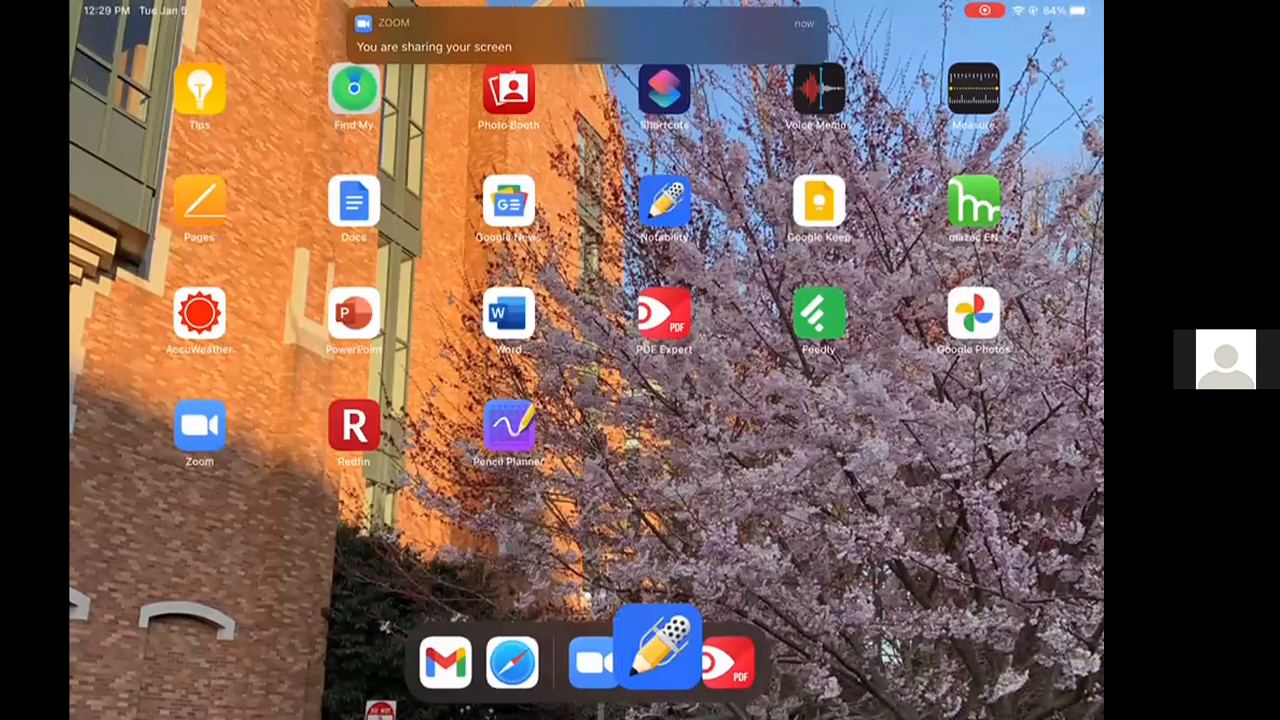 12:29 PM Tue Jan 5
84%
ZOOM
now
You are sharing your screen
Tips
Find My
Photo Booth
Shortcuts
Voice Memos
Measure
Pages
Docs
Google News
Notability
Google Keep
mazec EN
AccuWeather
PowerPoint
Word
PDF Expert
Feedly
Google Photos
Zoom
Redfin
Pencil Planner